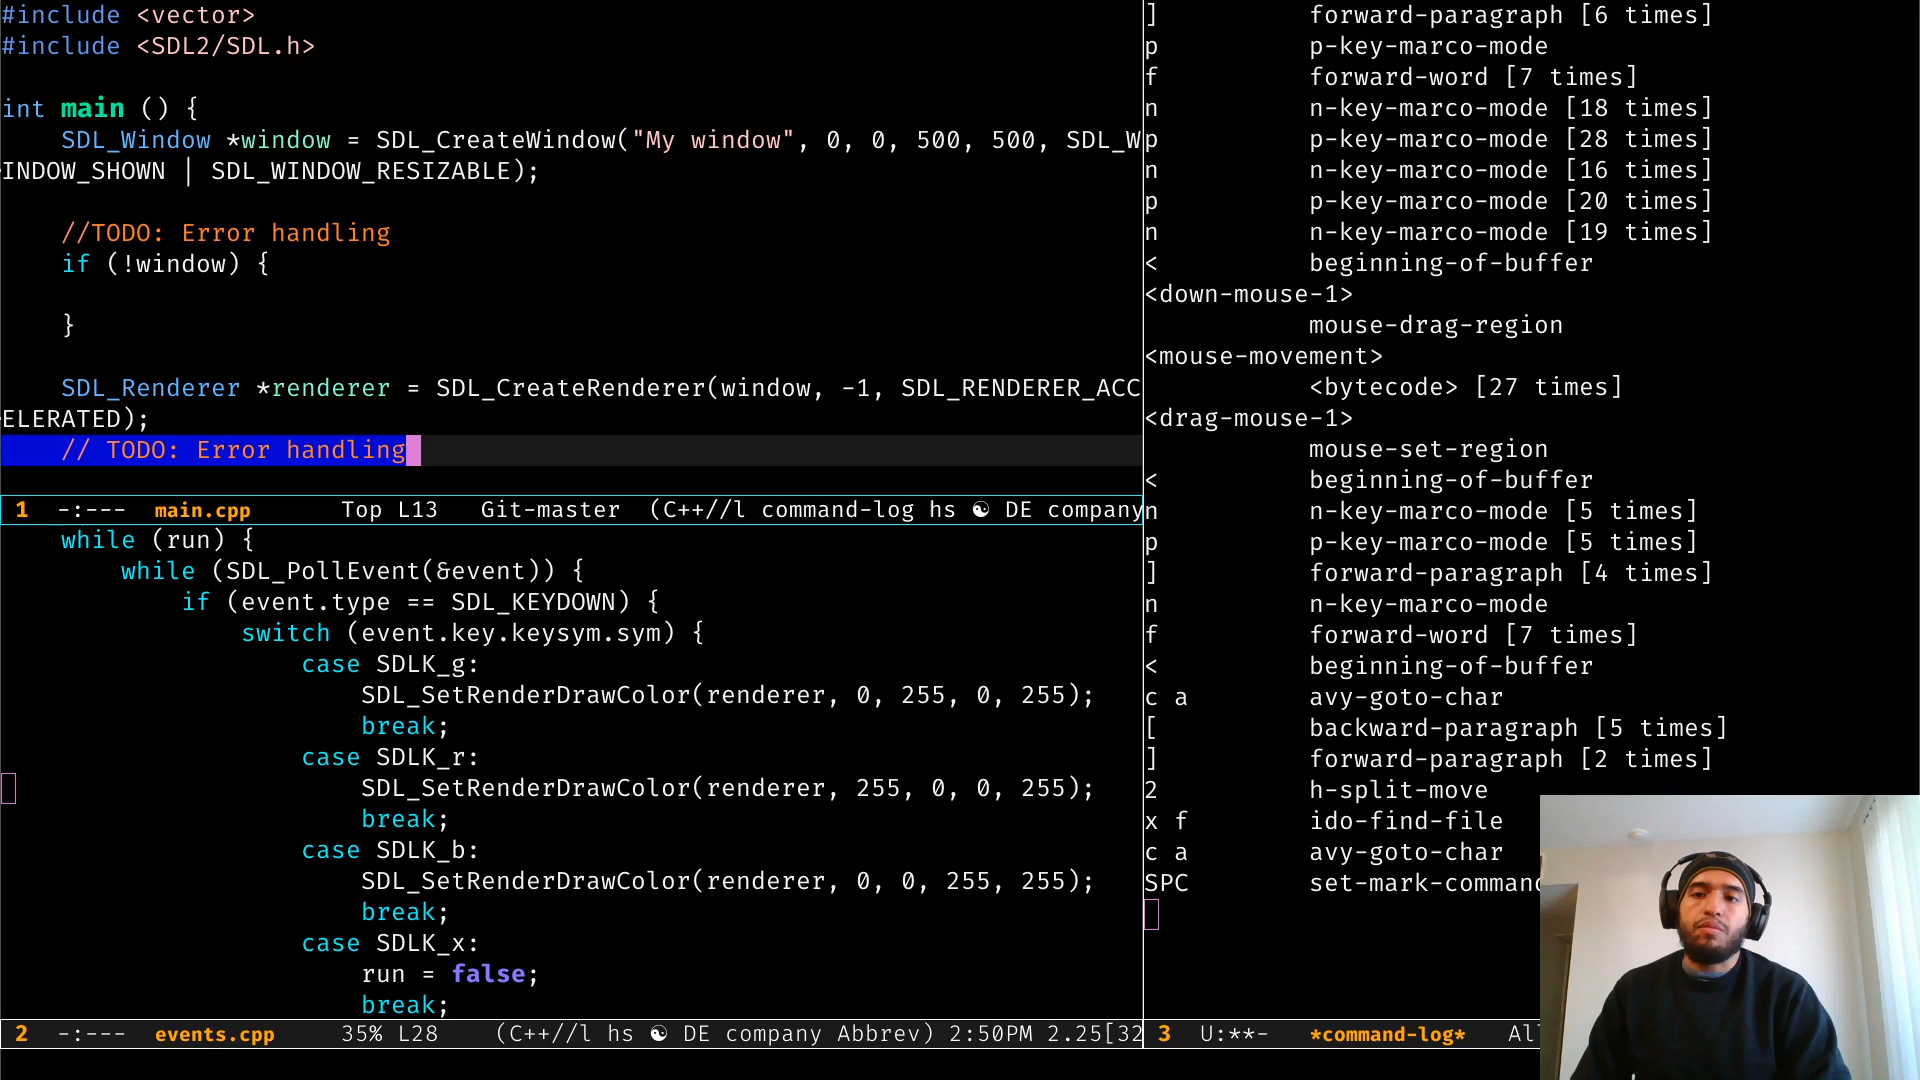 #include <vector>
#include <SDL2/SDL.h>
int main () {
SDL_Window *window = SDL_CreateWindow("My window", 0, 0, 500, 500, SDL_W
INDOW_SHOWN | SDL_WINDOW_RESIZABLE);
//TODO: Error handling
if (!window) {
}
SDL_Renderer *renderer = SDL_CreateRenderer(window, -1, SDL_RENDERER_ACC
ELERATED);
// TODO: Error handling
1 -:--- main.cpp Top L13 Git-master (C++//l command-log hs ☯ DE company
while (run) {
while (SDL_PollEvent(&event)) {
if (event.type == SDL_KEYDOWN) {
switch (event.key.keysym.sym) {
case SDLK_g:
SDL_SetRenderDrawColor(renderer, 0, 255, 0, 255);
break;
case SDLK_r:
SDL_SetRenderDrawColor(renderer, 255, 0, 0, 255);
break;
case SDLK_b:
SDL_SetRenderDrawColor(renderer, 0, 0, 255, 255);
break;
case SDLK_x:
run = false;
break;
2 -:--- events.cpp 35% L28 (C++//l hs ☯ DE company Abbrev) 2:50PM 2.25[32
] forward-paragraph [6 times]
p p-key-marco-mode
f forward-word [7 times]
n n-key-marco-mode [18 times]
p p-key-marco-mode [28 times]
n n-key-marco-mode [16 times]
p p-key-marco-mode [20 times]
n n-key-marco-mode [19 times]
< beginning-of-buffer
<down-mouse-1>
mouse-drag-region
<mouse-movement>
<bytecode> [27 times]
<drag-mouse-1>
mouse-set-region
< beginning-of-buffer
n n-key-marco-mode [5 times]
p p-key-marco-mode [5 times]
] forward-paragraph [4 times]
n n-key-marco-mode
f forward-word [7 times]
< beginning-of-buffer
c a avy-goto-char
[ backward-paragraph [5 times]
] forward-paragraph [2 times]
2 h-split-move
x f ido-find-file
c a avy-goto-char
SPC set-mark-command
3 U:**- *command-log* Al